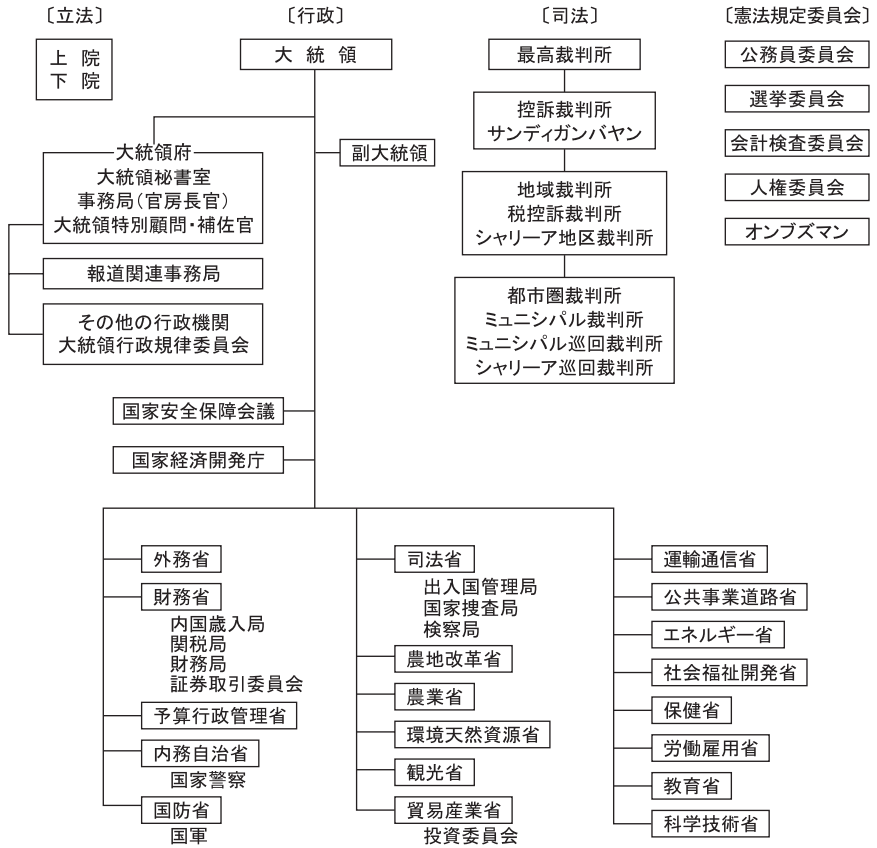 〔立法〕
上院
下院
〔行政〕
大統領
大統領府
大統領秘書室
事務局(官房長官)
大統領特別顧問・補佐官
報道関連事務局
その他の行政機関
大統領行政規律委員会
副大統領
国家安全保障会議
国家経済開発庁
外務省
財務省
内国歳入局
関税局
財務局
証券取引委員会
予算行政管理省
内務自治省
国家警察
国防省
国軍
司法省
出入国管理局
国家捜査局
検察局
農地改革省
農業省
環境天然資源省
観光省
貿易産業省
投資委員会
運輸通信省
公共事業道路省
エネルギー省
社会福祉開発省
保健省
労働雇用省
教育省
科学技術省
〔司法〕
最高裁判所
控訴裁判所
サンディガンバヤン
地域裁判所
税控訴裁判所
シャリーア地区裁判所
都市圏裁判所
ミュニシパル裁判所
ミュニシパル巡回裁判所
シャリーア巡回裁判所
〔憲法規定委員会〕
公務員委員会
選挙委員会
会計検査委員会
人権委員会
オンブズマン